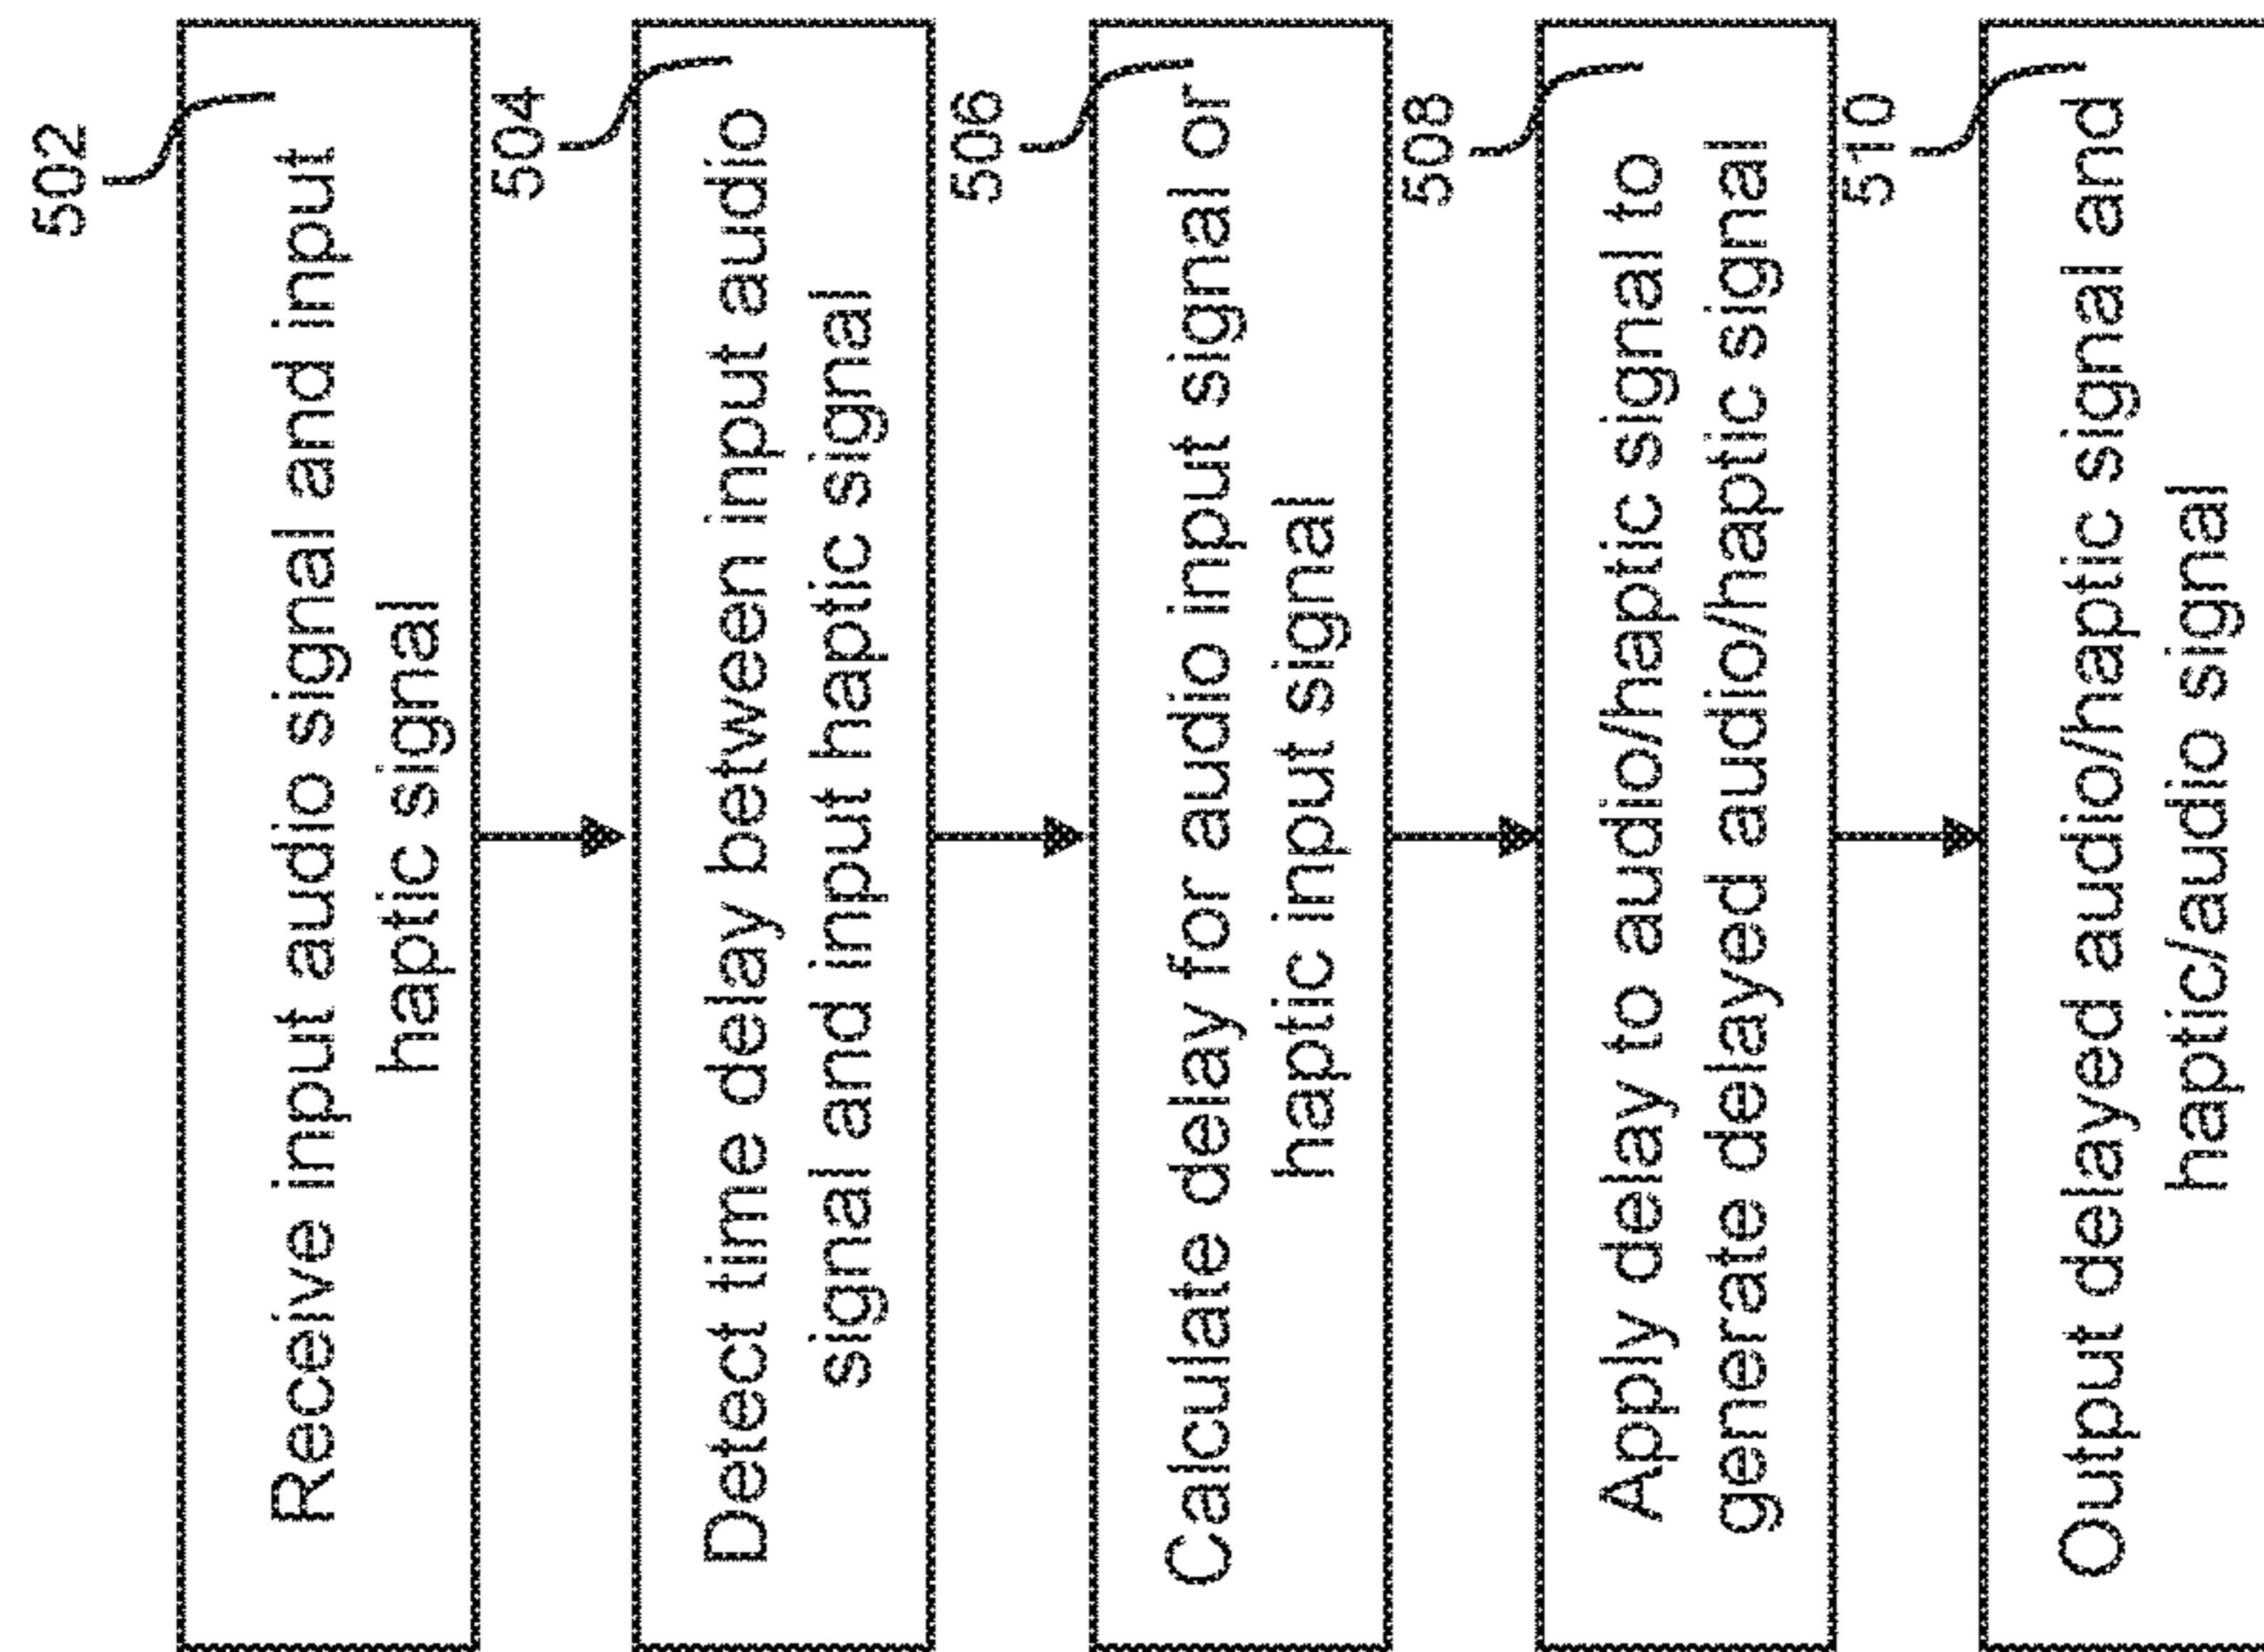 502
Receive input audio signal and input
haptic signal
504
Detect time delay between input audio
signal and input haptic signal
506
Calculate delay for audio input signal or
haptic input signal
508
Apply delay to audio/haptic signal to
generate delayed audio/haptic signal
510
Output delayed audio/haptic signal and
haptic/audio signal